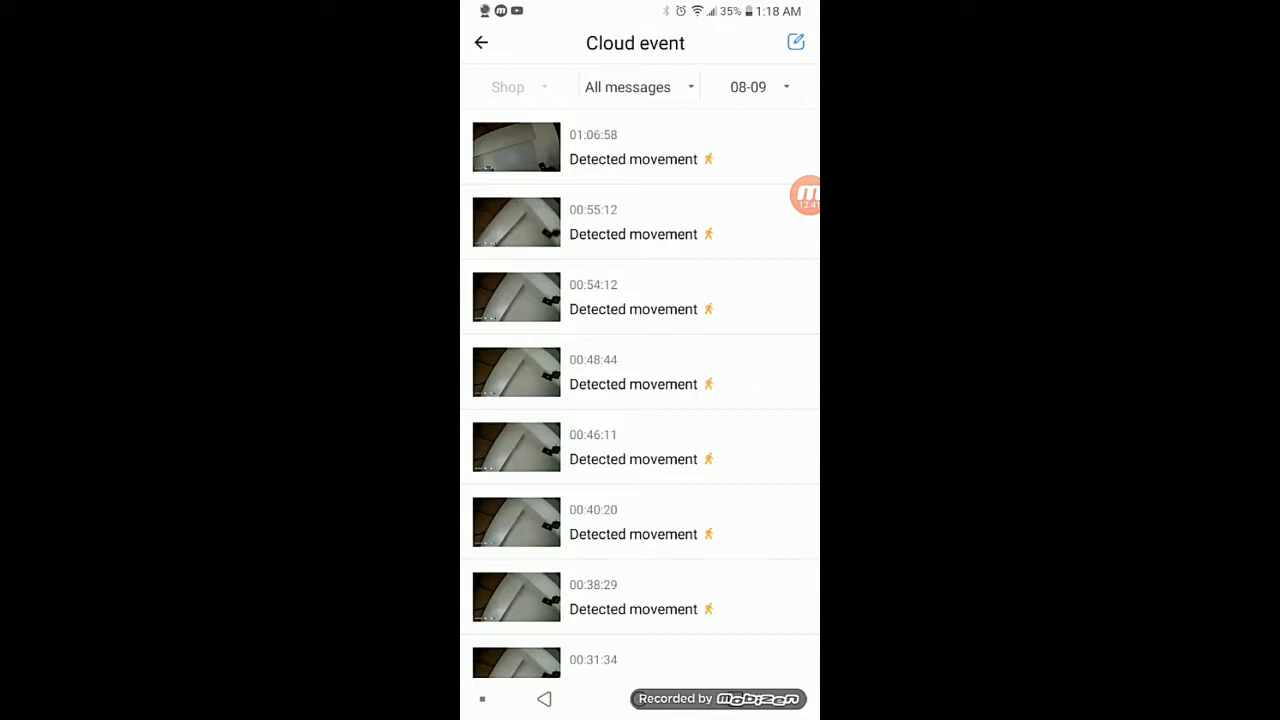 35% 1:18 AM
Cloud event
Shop All messages 08-09
01:06:58
Detected movement
00:55:12
Detected movement
00:54:12
Detected movement
00:48:44
Detected movement
00:46:11
Detected movement
00:40:20
Detected movement
00:38:29
Detected movement
00:31:34
Recorded by mobizen